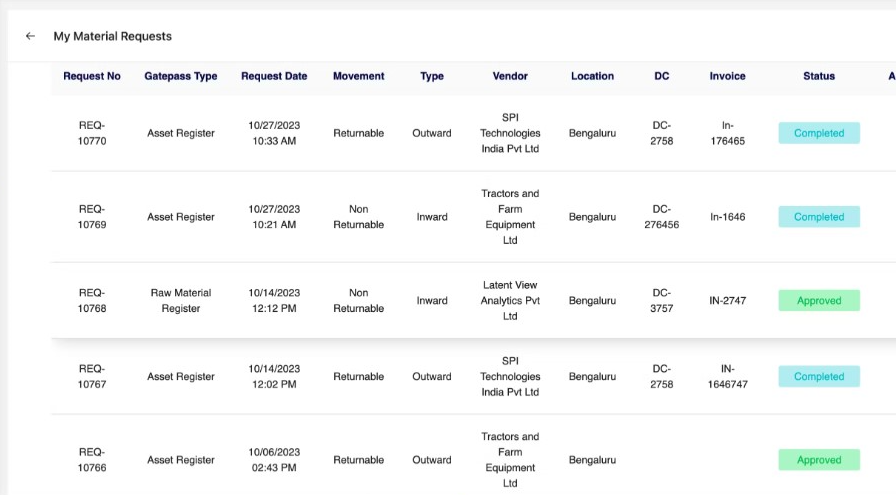 ← My Material Requests
Request No Gatepass Type Request Date Movement Type Vendor Location DC Invoice Status A
REQ-
10770
Asset Register
10/27/2023
10:33 AM
Returnable
Outward
SPI
Technologies
India Pvt Ltd
Bengaluru
DC-
2758
In-
176465
Completed
REQ-
10769
Asset Register
10/27/2023
10:21 AM
Non
Returnable
Inward
Tractors and
Farm
Equipment
Ltd
Bengaluru
DC-
276456
In-1646
Completed
REQ-
10768
Raw Material
Register
10/14/2023
12:12 PM
Non
Returnable
Inward
Latent View
Analytics Pvt
Ltd
Bengaluru
DC-
3757
IN-2747
Approved
REQ-
10767
Asset Register
10/14/2023
12:02 PM
Returnable
Outward
SPI
Technologies
India Pvt Ltd
Bengaluru
DC-
2758
IN-
1646747
Completed
REQ-
10766
Asset Register
10/06/2023
02:43 PM
Returnable
Outward
Tractors and
Farm
Equipment
Ltd
Bengaluru
Approved